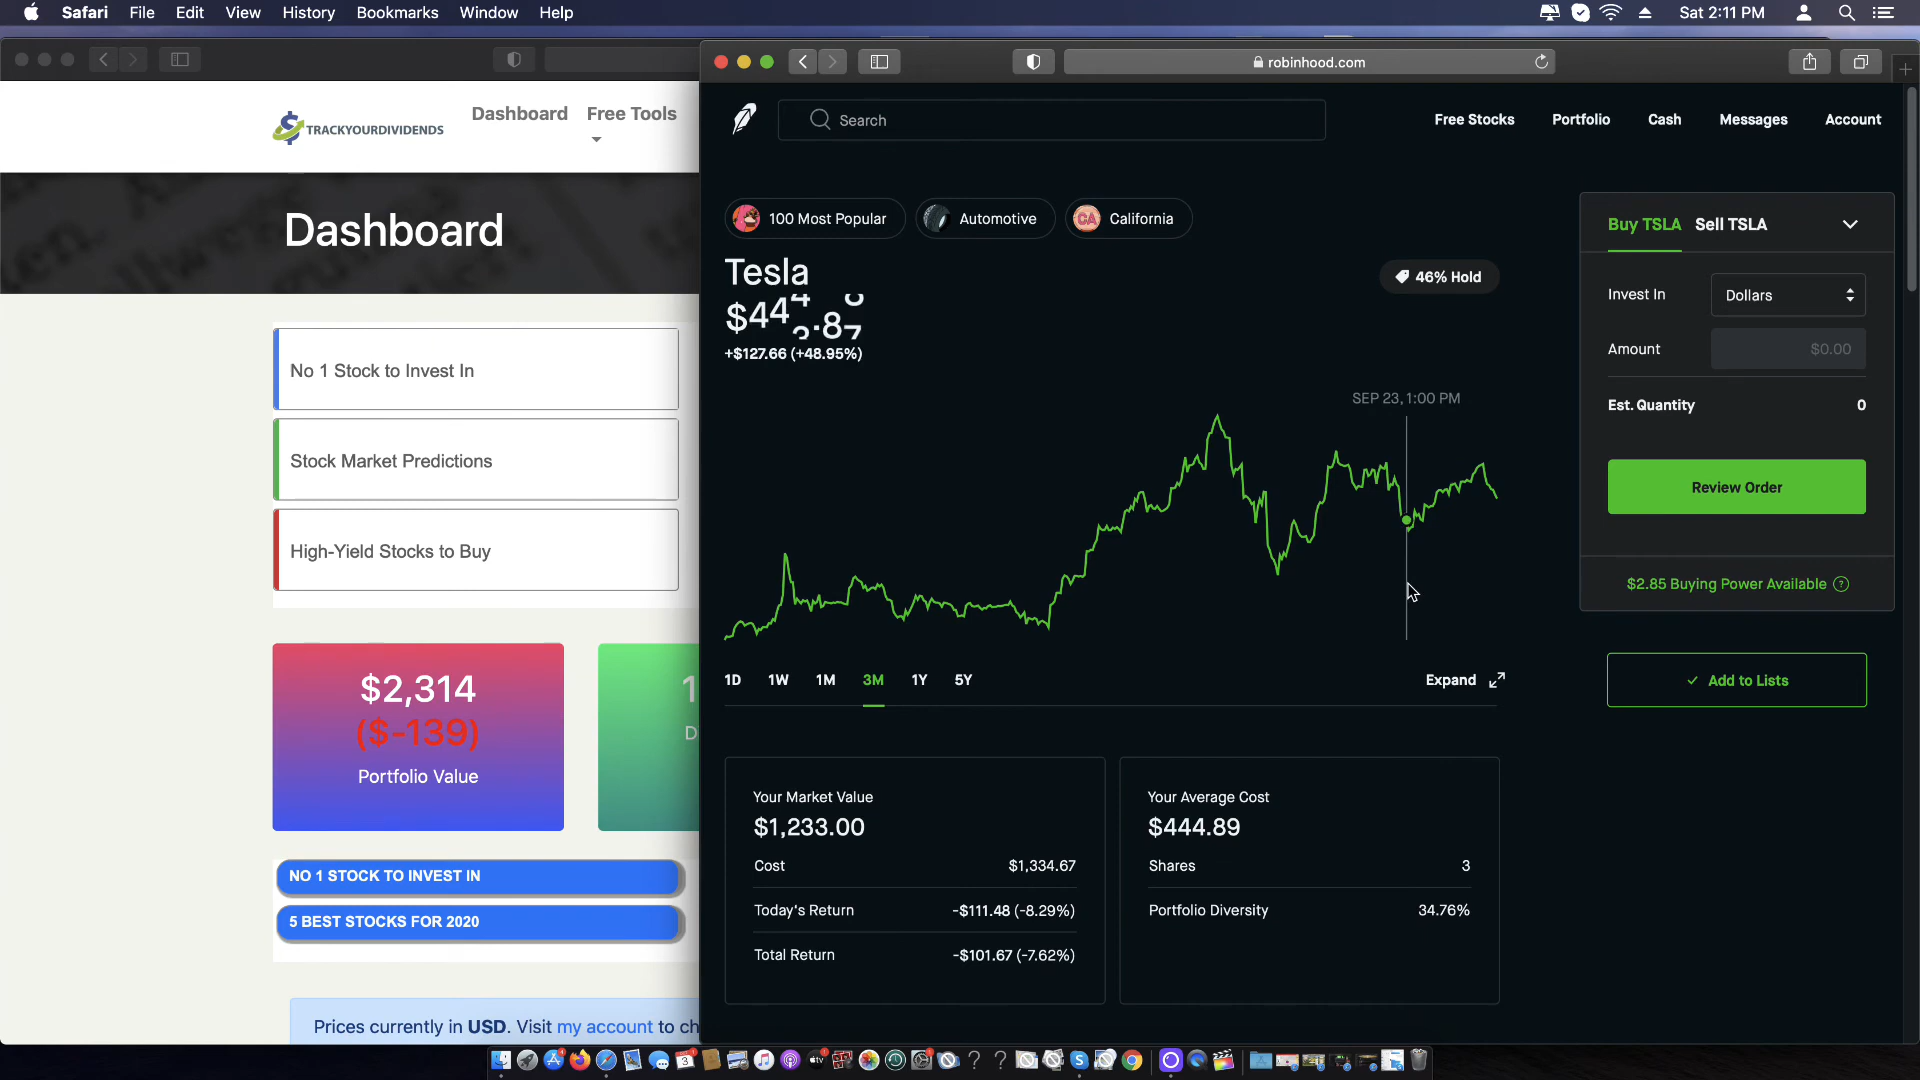 Safari File Edit View History Bookmarks Window Help
Sat 2:11 PM
robinhood.com
TRACKYOURDIVIDENDS
Dashboard Free Tools
Dashboard
No 1 Stock to Invest In
Stock Market Predictions
High-Yield Stocks to Buy
$2,314
($-139)
Portfolio Value
1
D
NO 1 STOCK TO INVEST IN
5 BEST STOCKS FOR 2020
Prices currently in USD. Visit my account to ch
Search
Free Stocks Portfolio Cash Messages Account
100 Most Popular
Automotive
CA California
Tesla
46% Hold
+$127.66 (+48.95%)
SEP 23, 1:00 PM
1D 1W 1M 3M 1Y 5Y
Expand
Your Market Value
$1,233.00
Cost $1,334.67
Today's Return -$111.48 (-8.29%)
Total Return -$101.67 (-7.62%)
Your Average Cost
$444.89
Shares 3
Portfolio Diversity 34.76%
Buy TSLA Sell TSLA
Invest In Dollars
Amount $0.00
Est. Quantity 0
Review Order
$2.85 Buying Power Available ?
Add to Lists